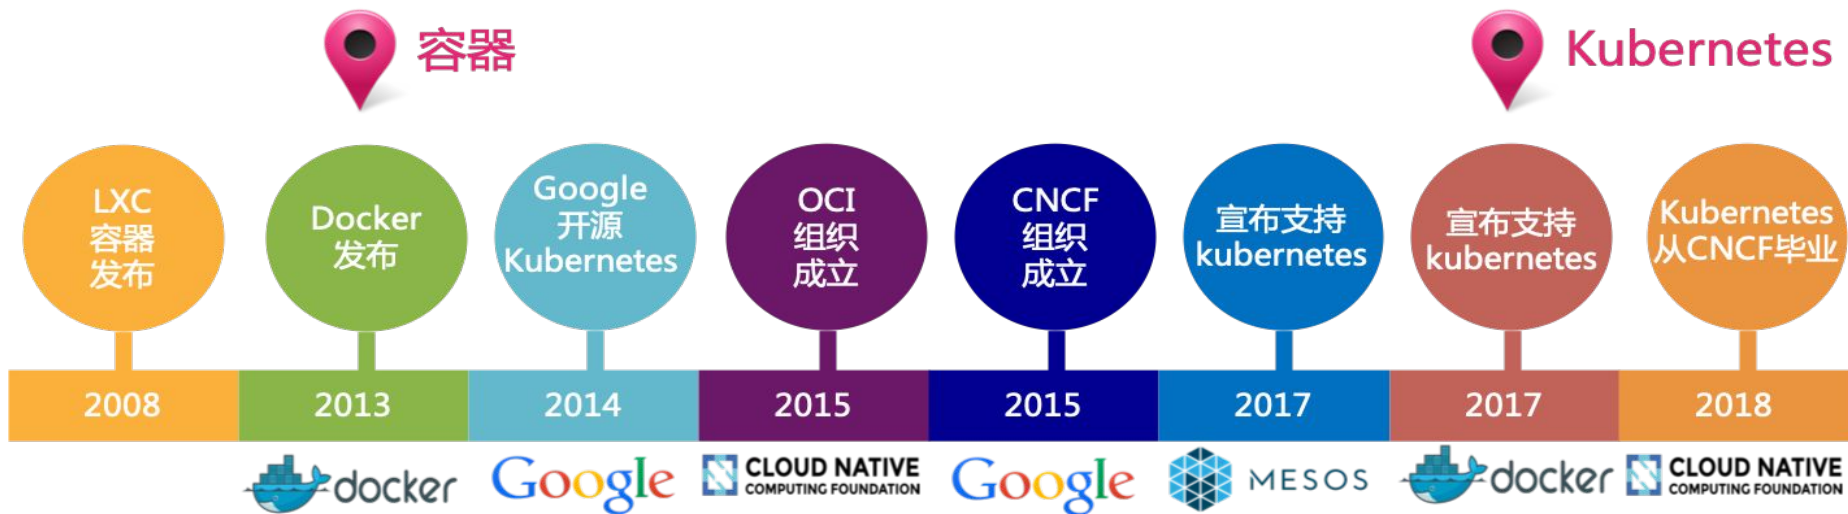 容器
Kubernetes
LXC
容器
发布
Docker
发布
Google
开源
Kubernetes
OCI
组织
成立
CNCF
组织
成立
宣布支持
kubernetes
宣布支持
kubernetes
Kubernetes
从CNCF毕业
2008
2013
2014
2015
2015
2017
2017
2018
docker
Google
CLOUD NATIVE
COMPUTING FOUNDATION
Google
MESOS
docker
CLOUD NATIVE
COMPUTING FOUNDATION